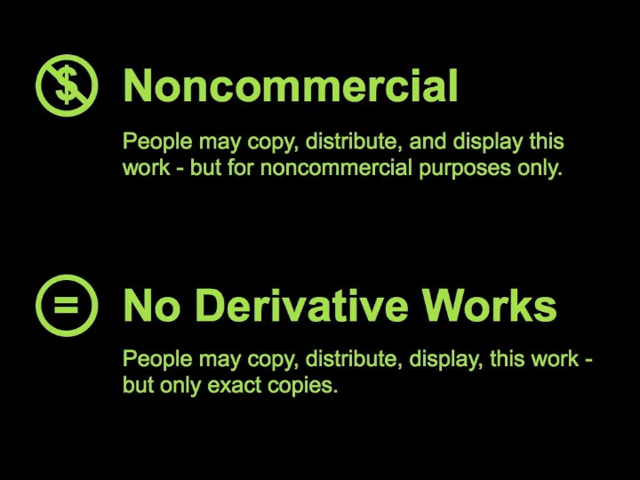 Noncommercial
People may copy, distribute, and display this
work - but for noncommercial purposes only.
No Derivative Works
People may copy, distribute, display, this work -
but only exact copies.